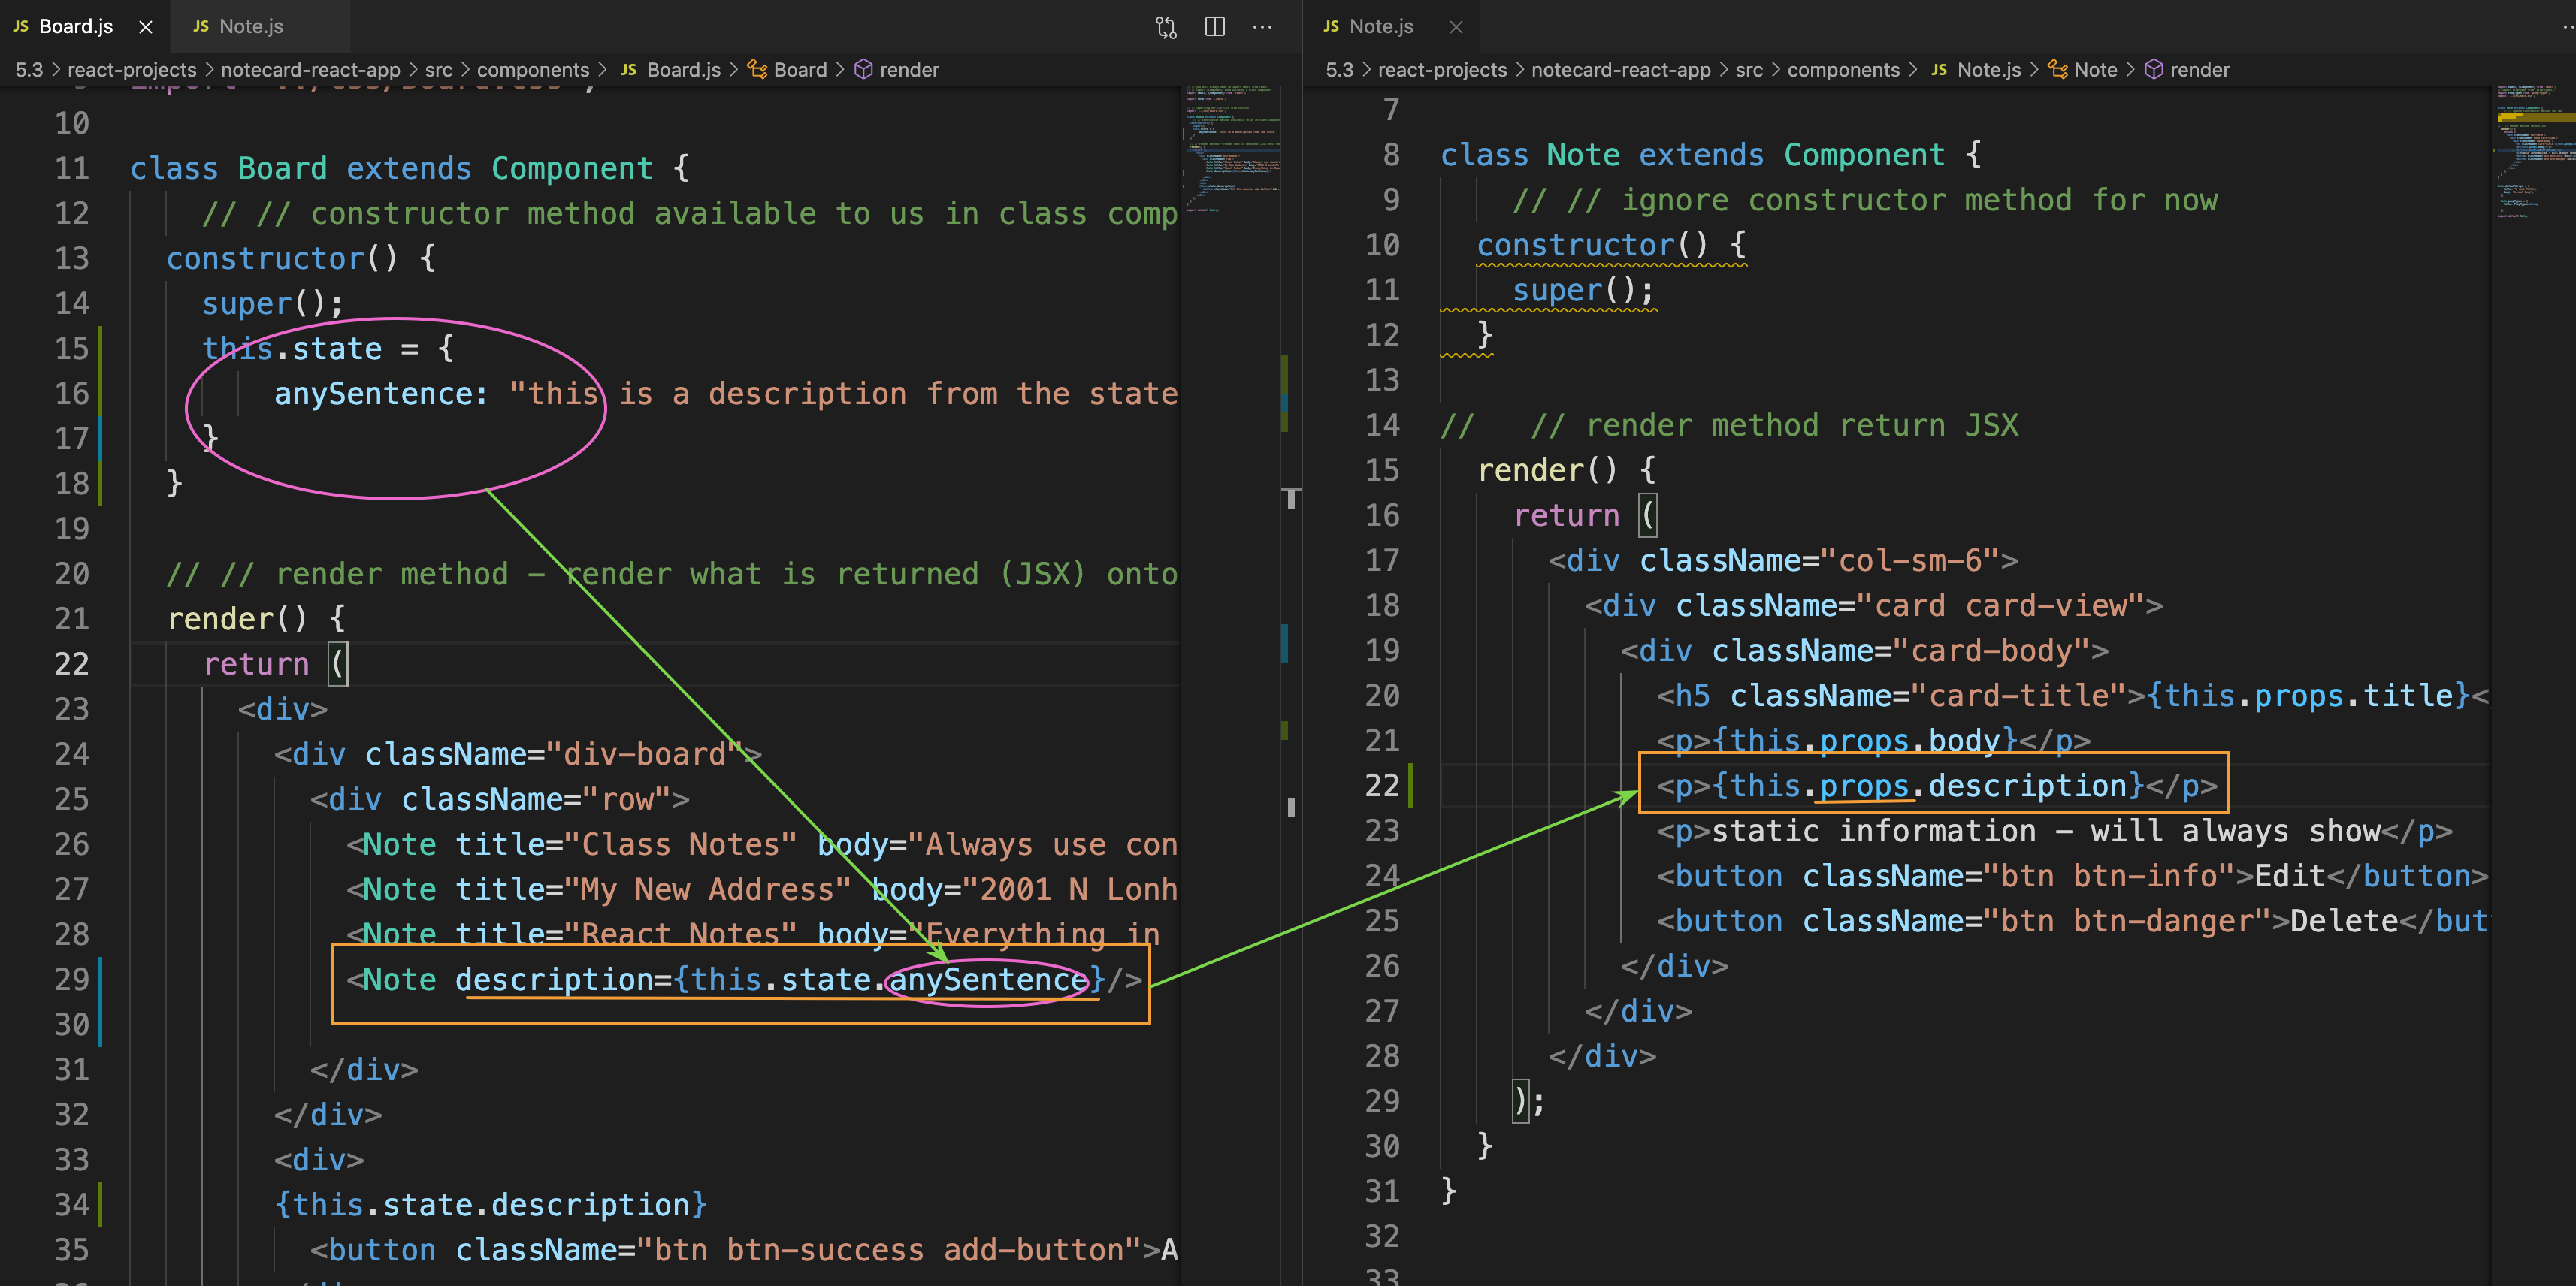 JS Board.js
JS Note.js
5.3 > react-projects > notecard-react-app > src > components > JS Board.js > Board > render
10
11 class Board extends Component {
12 // // constructor method available to us in class comp
13 constructor() {
14 super();
15 this.state = {
16 anySentence: "this is a description from the state
17 }
18 }
19
20 // // render method – render what is returned (JSX) onto
21 render() {
22 return (
23 <div>
24 <div className="div-board">
25 <div className="row">
26 <Note title="Class Notes" body="Always use con
27 <Note title="My New Address" body="2001 N Lonh
28 <Note title="React Notes" body="Everything in
29 <Note description={this.state.anySentence}/>
30
31 </div>
32 </div>
33 <div>
34 {this.state.description}
35 <button className="btn btn-success add-button">A
JS Note.js
5.3 > react-projects > notecard-react-app > src > components > JS Note.js > Note > render
7
8 class Note extends Component {
9 // // ignore constructor method for now
10 constructor() {
11 super();
12 }
13
14 // // render method return JSX
15 render() {
16 return (
17 <div className="col-sm-6">
18 <div className="card card-view">
19 <div className="card-body">
20 <h5 className="card-title">{this.props.title}<
21 <p>{this.props.body}</p>
22 <p>{this.props.description}</p>
23 <p>static information – will always show</p>
24 <button className="btn btn-info">Edit</button>
25 <button className="btn btn-danger">Delete</but
26 </div>
27 </div>
28 </div>
29 );
30 }
31 }
32
33